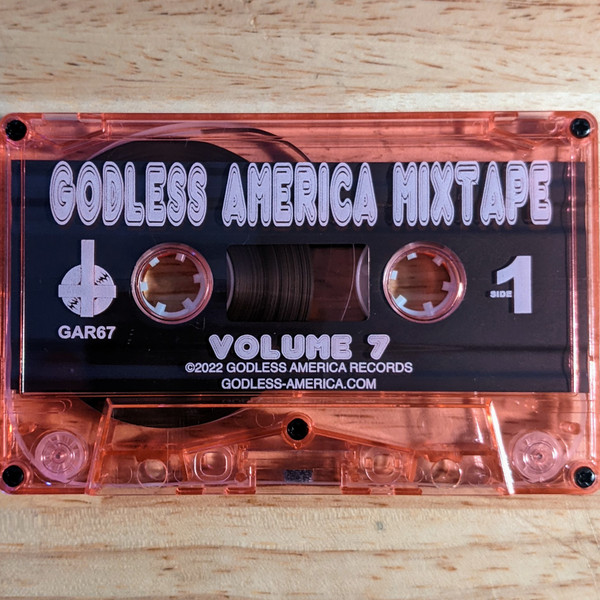 GODLESS AMERICA MIXTAPE
GAR67
SIDE 1
VOLUME 7
©2022 GODLESS AMERICA RECORDS
GODLESS-AMERICA.COM